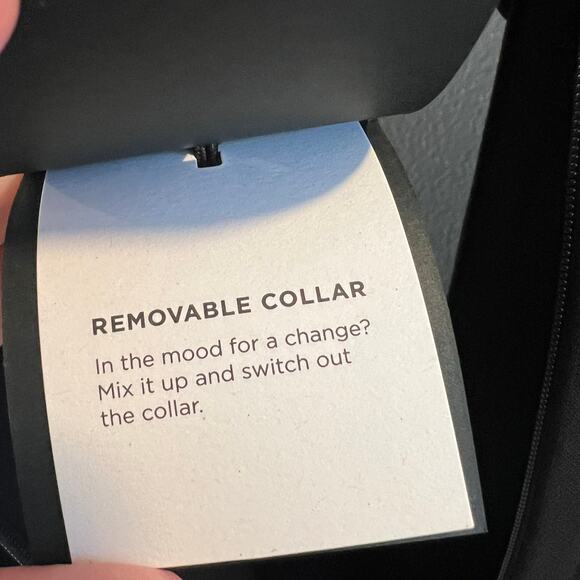 REMOVABLE COLLAR
In the mood for a change?
Mix it up and switch out
the collar.